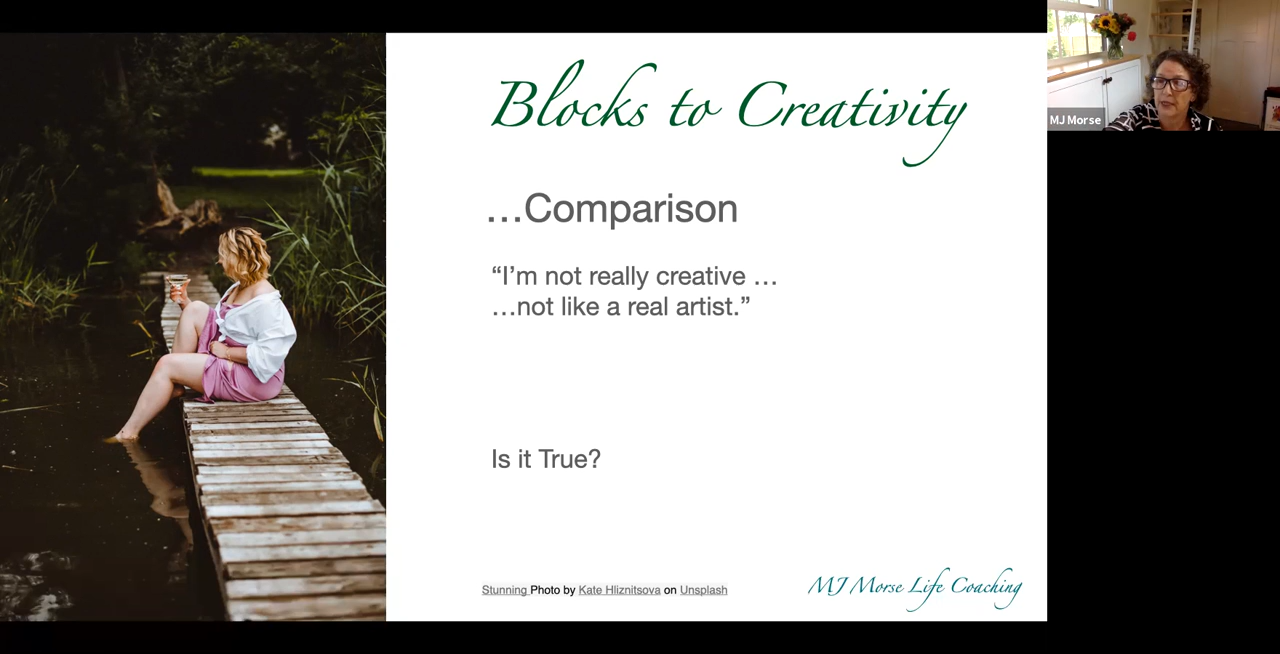 Blocks to Creativity
…Comparison
“I’m not really creative …
…not like a real artist.”
Is it True?
Stunning Photo by Kate Hliznitsova on Unsplash
MJ Morse Life Coaching
MJ Morse